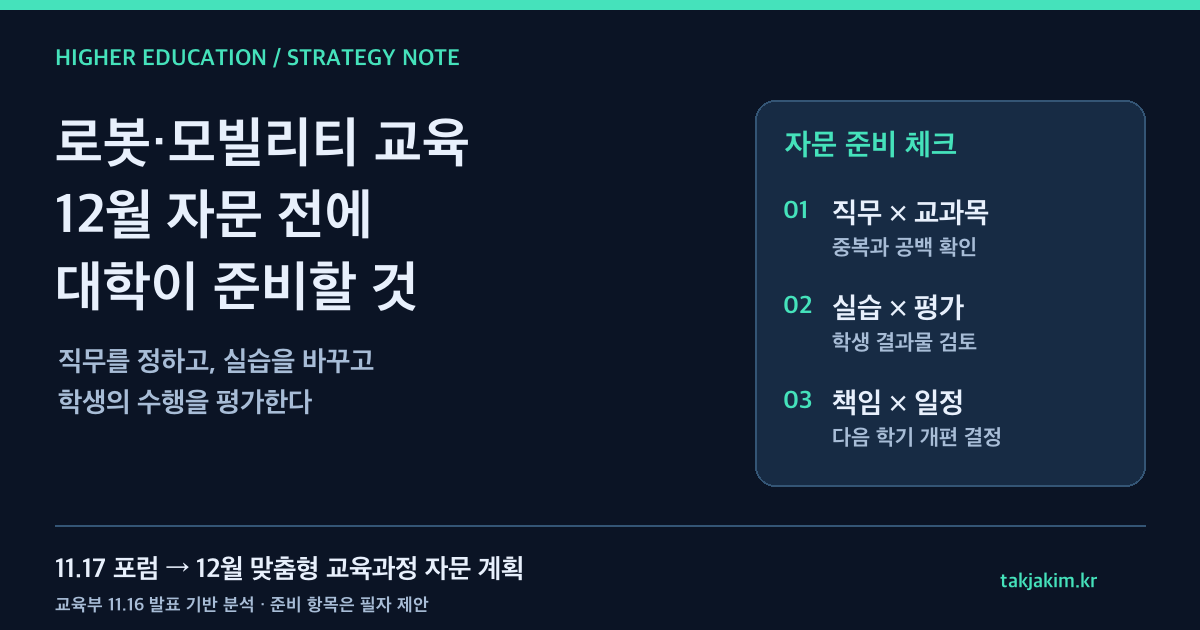 HIGHER EDUCATION / STRATEGY NOTE
로봇·모빌리티 교육
12월 자문 전에
대학이 준비할 것
직무를 정하고, 실습을 바꾸고
학생의 수행을 평가한다
자문 준비 체크
01 직무 × 교과목
중복과 공백 확인
02 실습 × 평가
학생 결과물 검토
03 책임 × 일정
다음 학기 개편 결정
11.17 포럼 → 12월 맞춤형 교육과정 자문 계획
교육부 11.16 발표 기반 분석 · 준비 항목은 필자 제안
takjakim.kr